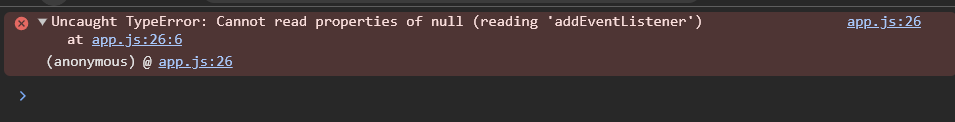 Uncaught TypeError: Cannot read properties of null (reading 'addEventListener') app.js:26
at app.js:26:6
(anonymous) @ app.js:26